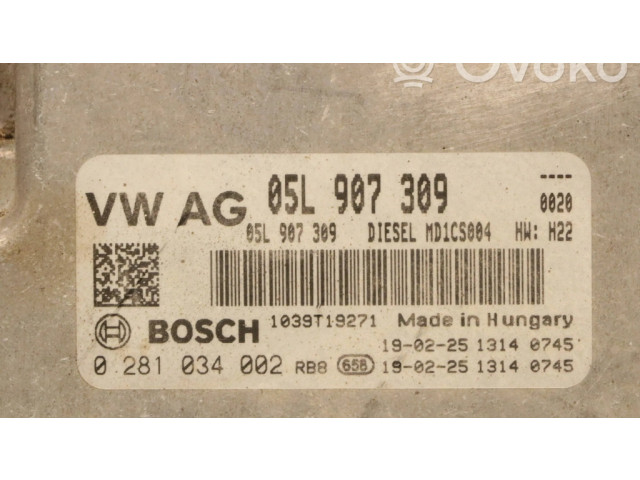 Ovoko
VW AG 05L 907 309 ---- 0020
05L 907 309 DIESEL MD1CS004 HW: H22
BOSCH 1039T19271 Made in Hungary
19-02-25 1314 0745
0 281 034 002 RB8 658 19-02-25 1314 0745